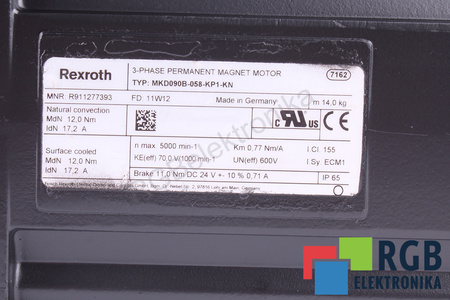 Rexroth
3-PHASE PERMANENT MAGNET MOTOR
7162
TYP: MKD090B-058-KP1-KN
MNR: R911277393
FD: 11W12
Made in Germany
m 14,0 kg
Natural convection
MdN 12,0 Nm
IdN 17,2 A
n max 5000 min-1
Km 0,77 Nm/A
I.Cl 155
KE(eff) 70,0 V/1000 min-1
UN(eff) 600V
I.Sy ECM1
Surface cooled
MdN 12,0 Nm
IdN 17,2 A
Brake 11,0 Nm DC 24 V +- 10 % 0,71 A
IP 65
RGB
ELEKTRONIKA